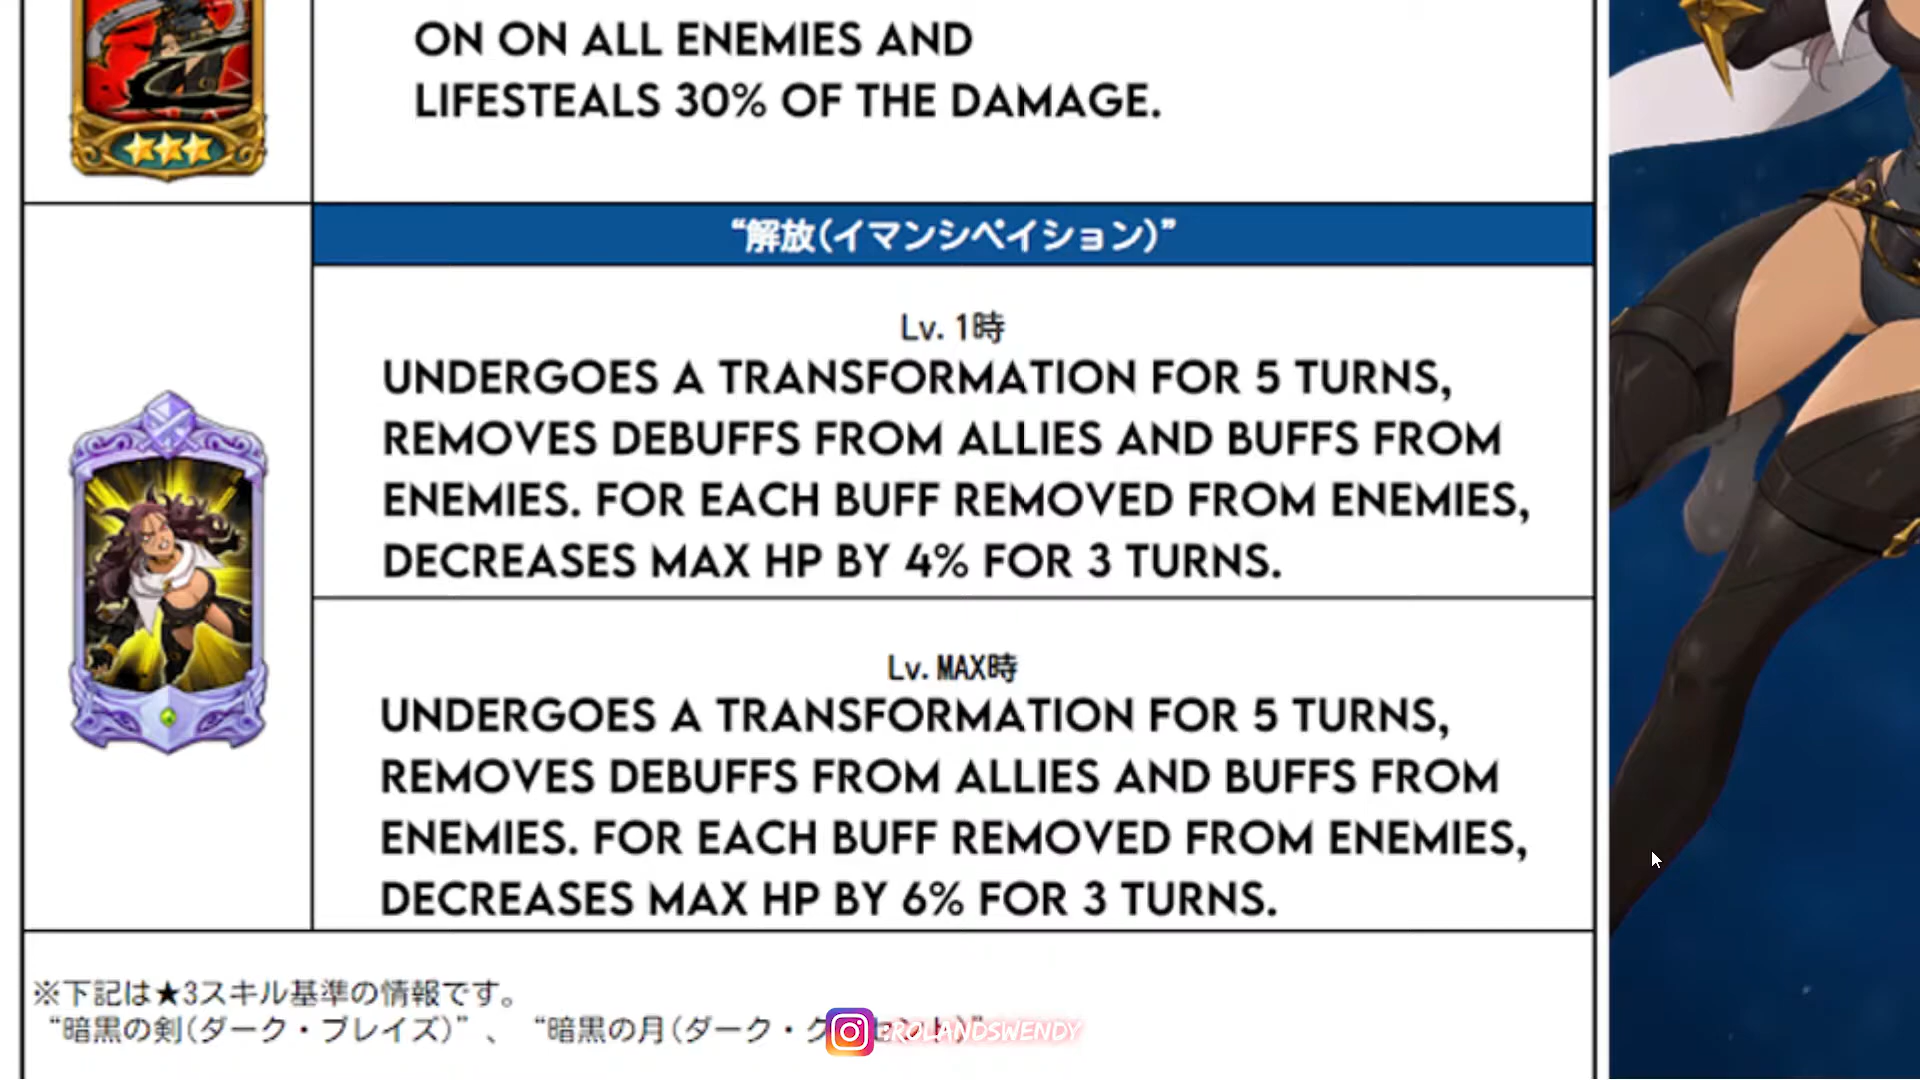 ON ON ALL ENEMIES AND
LIFESTEALS 30% OF THE DAMAGE.
“解放(イマンシペイション)”
Lv. 1時
UNDERGOES A TRANSFORMATION FOR 5 TURNS,
REMOVES DEBUFFS FROM ALLIES AND BUFFS FROM
ENEMIES. FOR EACH BUFF REMOVED FROM ENEMIES,
DECREASES MAX HP BY 4% FOR 3 TURNS.
Lv. MAX時
UNDERGOES A TRANSFORMATION FOR 5 TURNS,
REMOVES DEBUFFS FROM ALLIES AND BUFFS FROM
ENEMIES. FOR EACH BUFF REMOVED FROM ENEMIES,
DECREASES MAX HP BY 6% FOR 3 TURNS.
※下記は★3スキル基準の情報です。
“暗黒の剣(ダーク・ブレイズ)”、“暗黒の月(ダーク・ク
ROLANDSWENDY